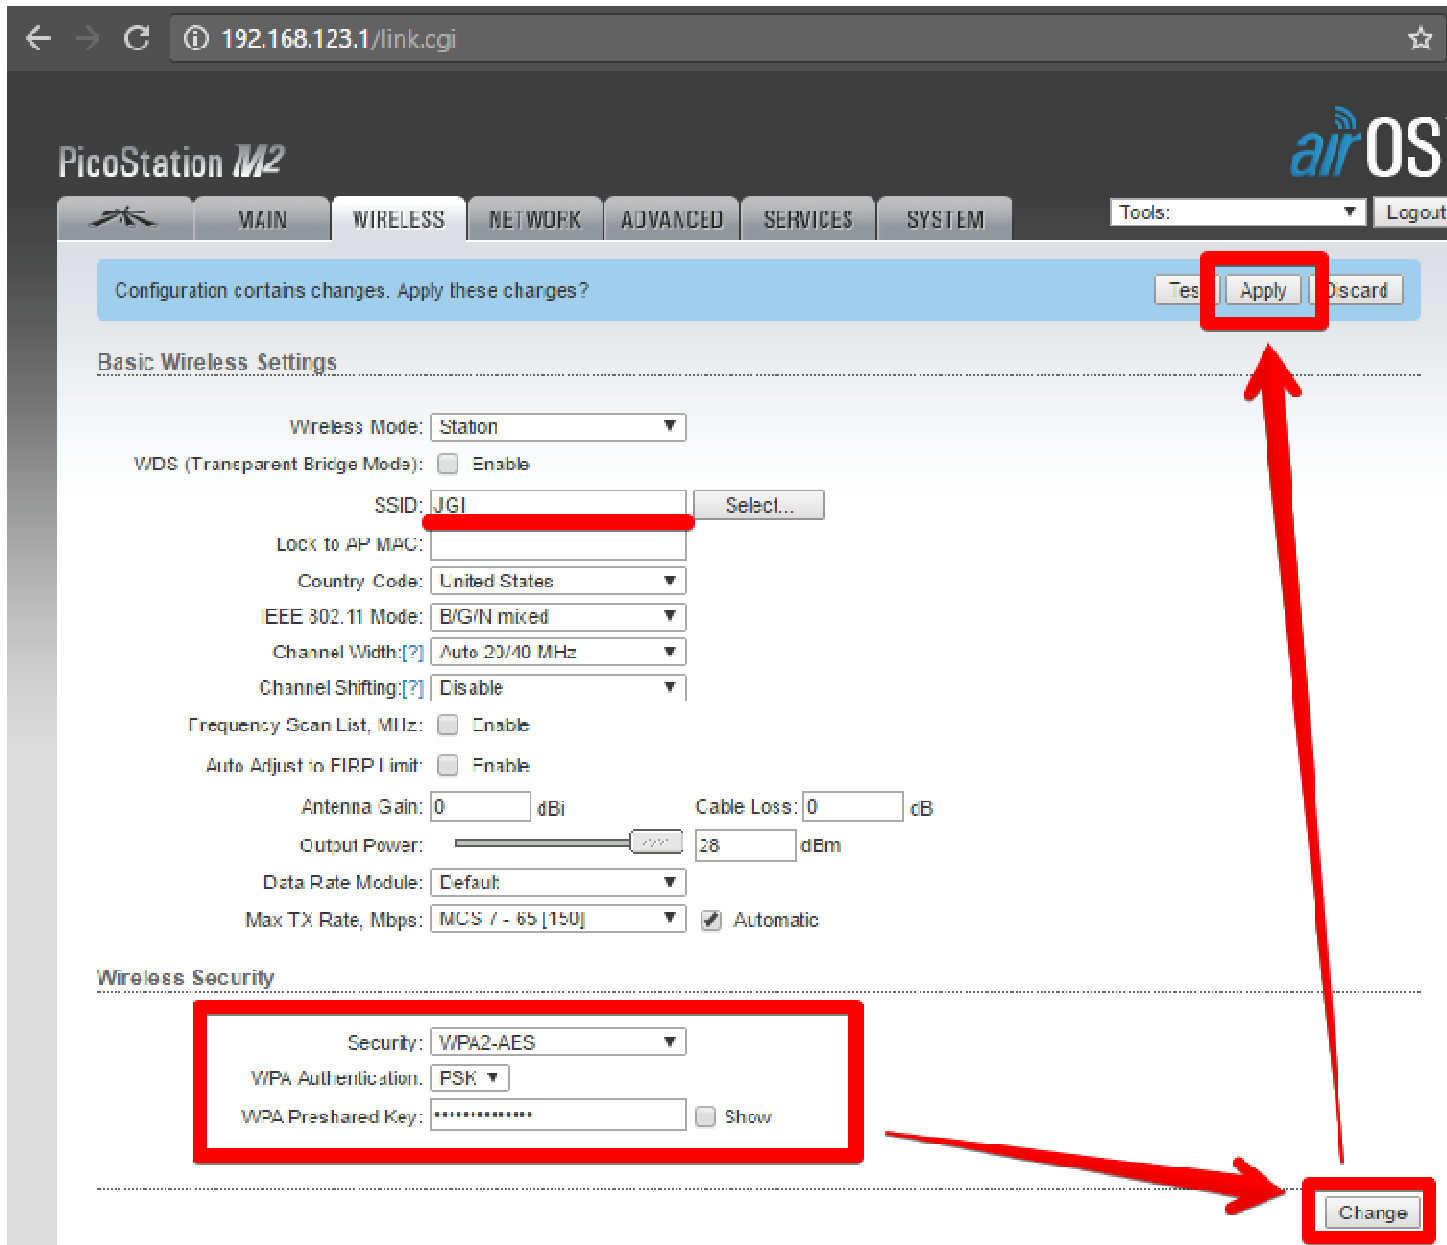 192.168.123.1/link.cgi
PicoStation M2
airOS
MAIN WIRELESS NETWORK ADVANCED SERVICES SYSTEM Tools: Logout
Configuration contains changes. Apply these changes? Tes Apply Discard
Basic Wireless Settings
Wireless Mode: Station
WDS (Transparent Bridge Mode): Enable
SSID: JGI Select...
Lock to AP MAC:
Country Code: United States
IEEE 802.11 Mode: B/G/N mixed
Channel Width:[?] Auto 20/40 MHz
Channel Shifting:[?] Disable
Frequency Scan List, MHz: Enable
Auto Adjust to EIRP Limit: Enable
Antenna Gain: 0 dBi Cable Loss: 0 dB
Output Power: 28 dBm
Data Rate Module: Default
Max TX Rate, Mbps: MCS 7 - 65 [150] Automatic
Wireless Security
Security: WPA2-AES
WPA Authentication: PSK
WPA Preshared Key: •••••••••••••• Show
Change